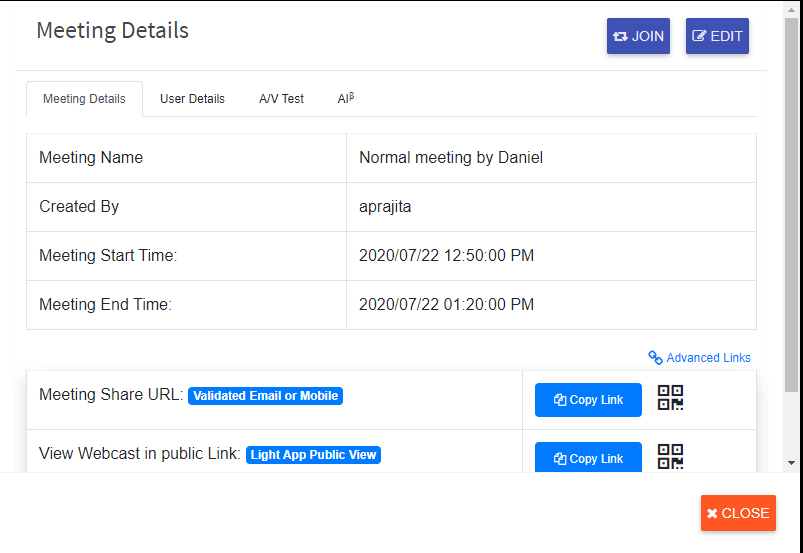 Meeting Details
JOIN
EDIT
Meeting Details
User Details
A/V Test
AIᵝ
Meeting Name
Normal meeting by Daniel
Created By
aprajita
Meeting Start Time:
2020/07/22 12:50:00 PM
Meeting End Time:
2020/07/22 01:20:00 PM
Advanced Links
Meeting Share URL: Validated Email or Mobile
Copy Link
View Webcast in public Link: Light App Public View
Copy Link
CLOSE